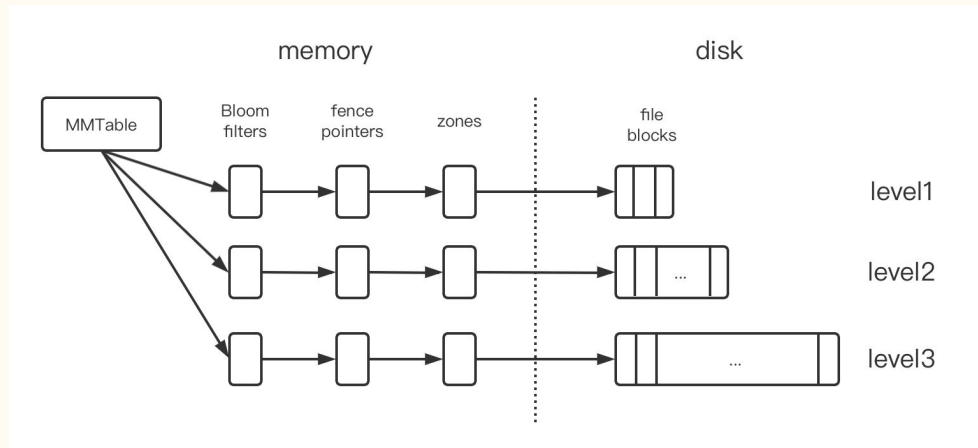 memory
disk
MMTable
Bloom
filters
fence
pointers
zones
file
blocks
level1
...
level2
...
level3